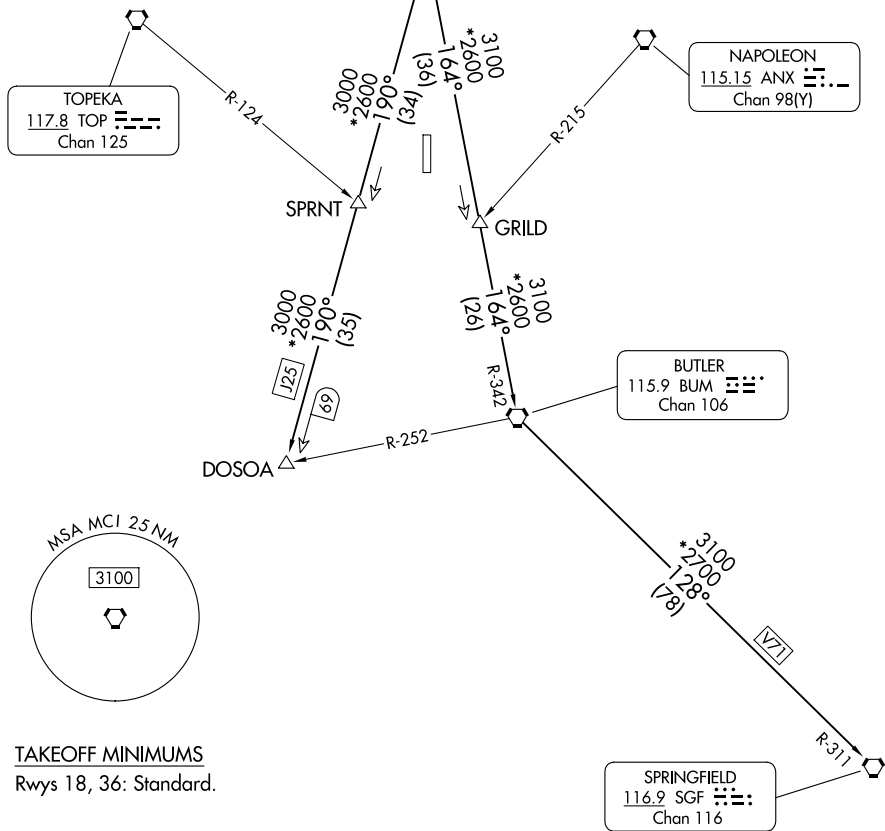 TOPEKA
117.8 TOP
Chan 125
NAPOLEON
115.15 ANX
Chan 98(Y)
R-124
3000
*2600
190°
(34)
3100
*2600
164°
(36)
R-215
SPRNT
GRILD
3000
*2600
190°
(35)
3100
*2600
164°
(26)
J25
69
R-342
BUTLER
115.9 BUM
Chan 106
R-252
DOSOA
MSA MCI 25 NM
3100
3100
*2700
128°
(78)
V71
R-311
TAKEOFF MINIMUMS
Rwys 18, 36: Standard.
SPRINGFIELD
116.9 SGF
Chan 116